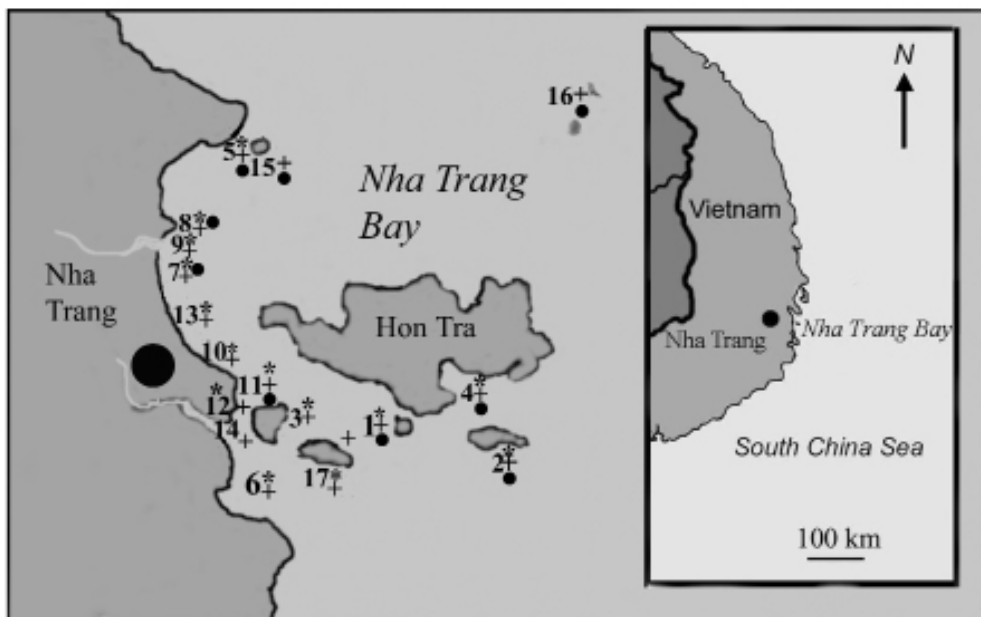 16+
5*‡
15+
Nha Trang
Bay
8*‡
9*‡
7*‡
Nha
Trang
13*‡
Hon Tra
10*‡
11*‡
4*‡
*
12+
3*‡
1*‡
14+
+
2*‡
17*‡
6*‡
N
Vietnam
Nha Trang
Nha Trang Bay
South China Sea
100 km